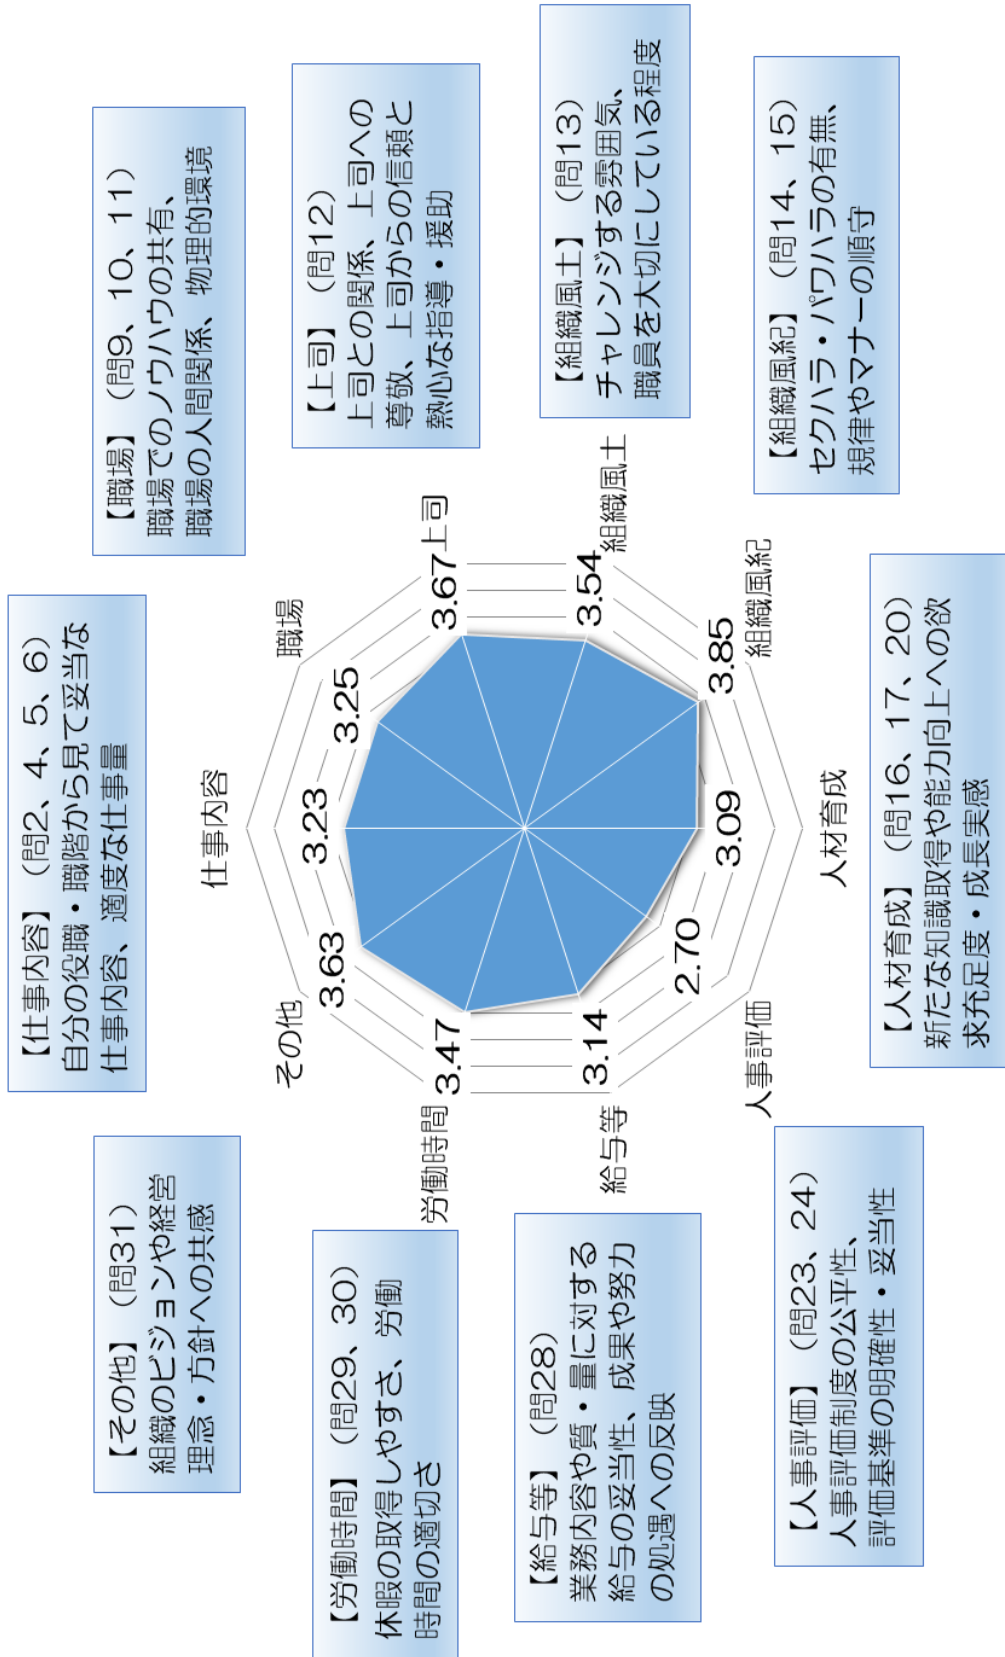 【仕事内容】（問2、4、5、6）
自分の役職・職階から見て妥当な
仕事内容、適度な仕事量
【職場】（問9、10、11）
職場でのノウハウの共有、
職場の人間関係、物理的環境
【上司】（問12）
上司との関係、上司への
尊敬、上司からの信頼と
熱心な指導・援助
【組織風土】（問13）
チャレンジする雰囲気、
職員を大切にしている程度
【組織風紀】（問14、15）
セクハラ・パワハラの有無、
規律やマナーの順守
【人材育成】（問16、17、20）
新たな知識取得や能力向上への欲
求充足度・成長実感
【人事評価】（問23、24）
人事評価制度の公平性、
評価基準の明確性・妥当性
【給与等】（問28）
業務内容や質・量に対する
給与の妥当性、成果や努力
の処遇への反映
【労働時間】（問29、30）
休暇の取得しやすさ、労働
時間の適切さ
【その他】（問31）
組織のビジョンや経営
理念・方針への共感
仕事内容
3.23
職場
3.25
上司
3.67
組織風土
3.54
組織風紀
3.85
人材育成
3.09
人事評価
2.70
給与等
3.14
労働時間
3.47
その他
3.63